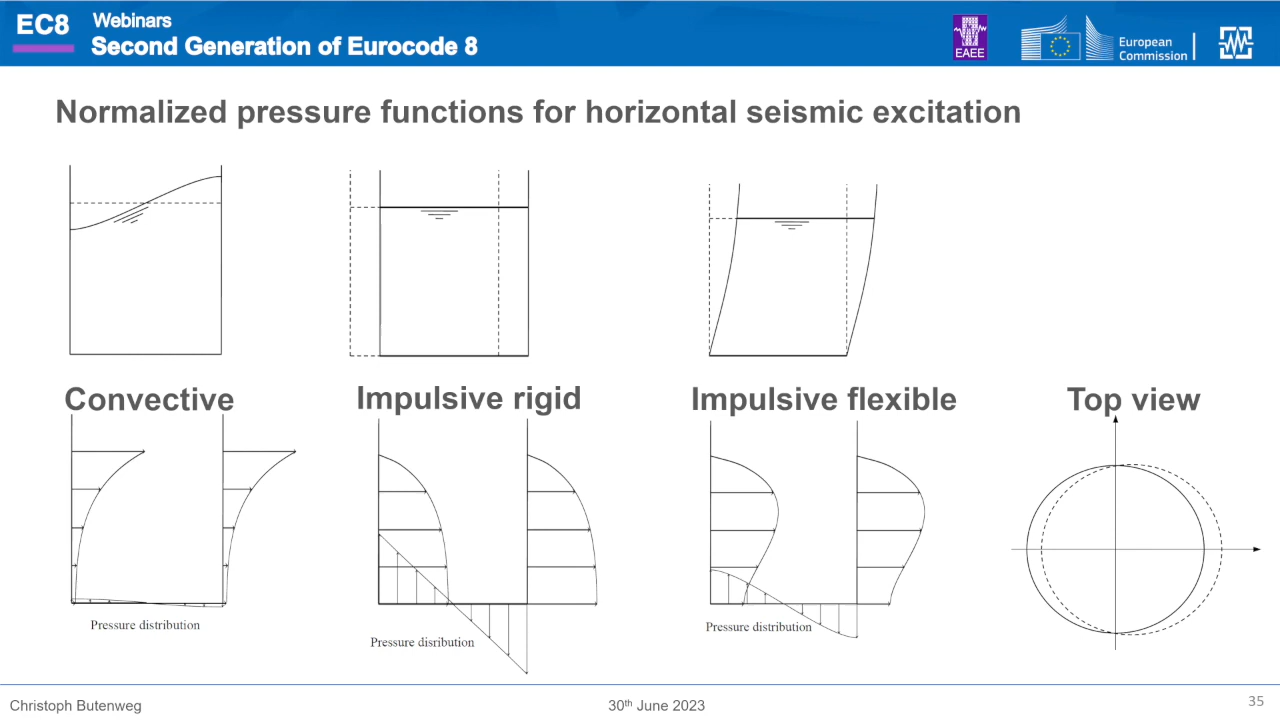 EC8
Webinars
Second Generation of Eurocode 8
EAEE
European
Commission
Normalized pressure functions for horizontal seismic excitation
Convective
Impulsive rigid
Impulsive flexible
Top view
Pressure distribution
Pressure disribution
Pressure distribution
Christoph Butenweg
30th June 2023
35